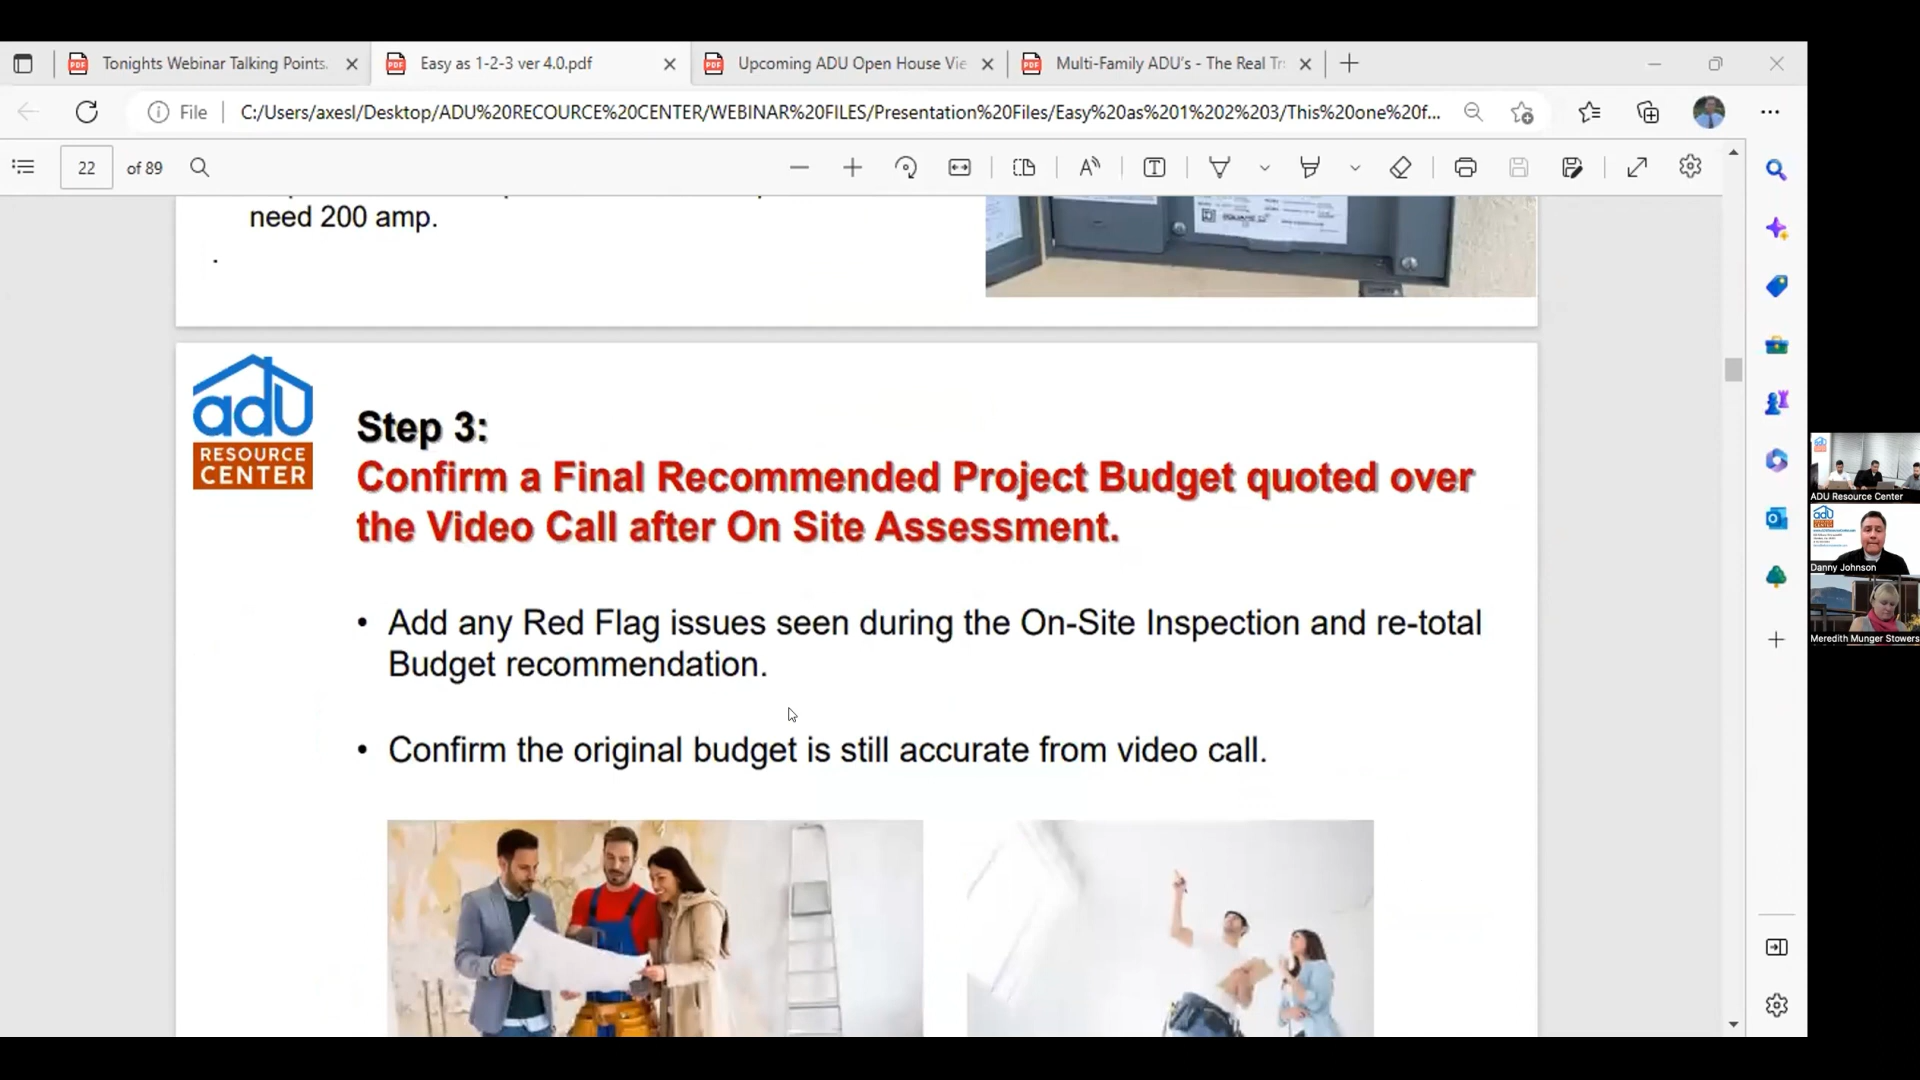 Tonights Webinar Talking Points.
Easy as 1-2-3 ver 4.0.pdf
Upcoming ADU Open House Vie
Multi-Family ADU's - The Real Tr
File
C:/Users/axesl/Desktop/ADU%20RECOURCE%20CENTER/WEBINAR%20FILES/Presentation%20Files/Easy%20as%201%202%203/This%20one%20f...
22 of 89
need 200 amp.
.
SQUARE D
adu
RESOURCE
CENTER
Step 3:
Confirm a Final Recommended Project Budget quoted over
the Video Call after On Site Assessment.
• Add any Red Flag issues seen during the On-Site Inspection and re-total
Budget recommendation.
• Confirm the original budget is still accurate from video call.
ADU Resource Center
adu
Danny Johnson
Meredith Munger Stowers